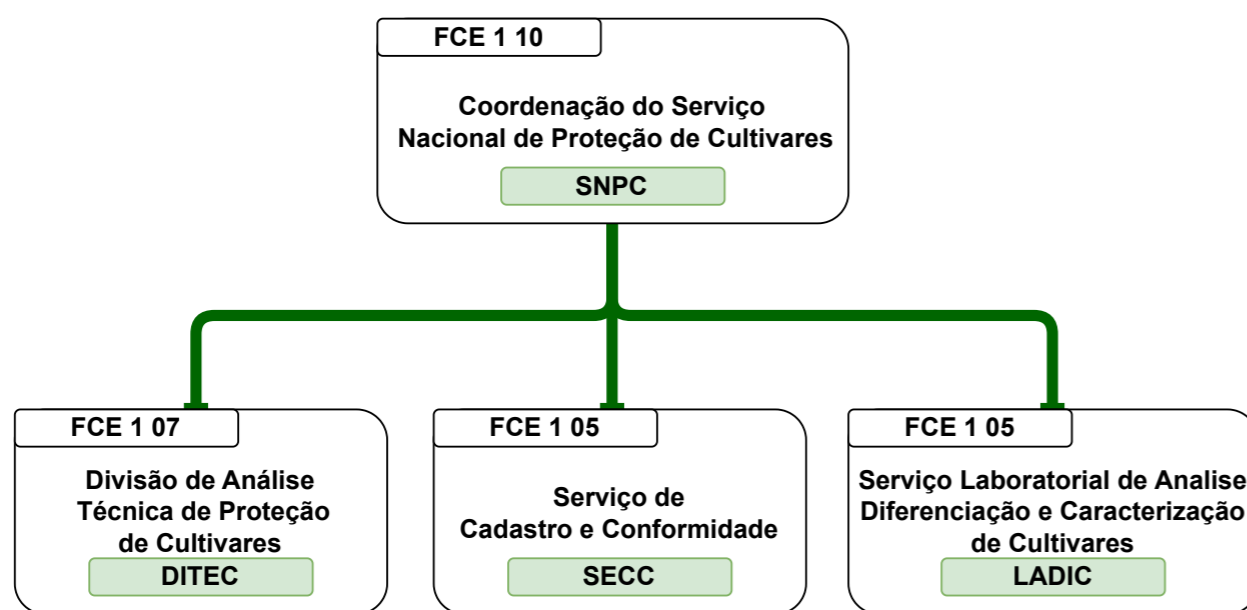 FCE 1 10
Coordenação do Serviço
Nacional de Proteção de Cultivares
SNPC
FCE 1 07
Divisão de Análise
Técnica de Proteção
de Cultivares
DITEC
FCE 1 05
Serviço de
Cadastro e Conformidade
SECC
FCE 1 05
Serviço Laboratorial de Analise
Diferenciação e Caracterização
de Cultivares
LADIC